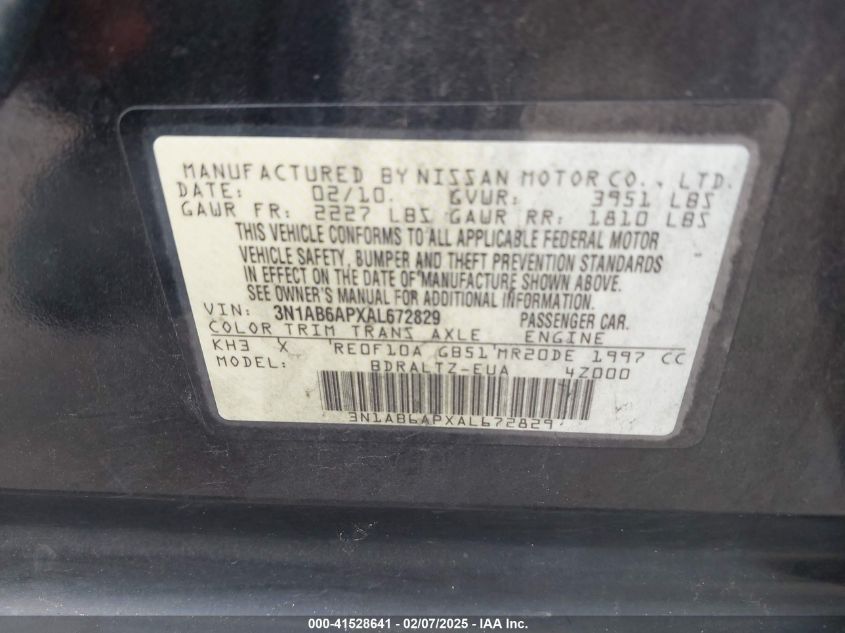 MANUFACTURED BY NISSAN MOTOR CO., LTD.
DATE: 02/10. GVWR: 3951 LBS
GAWR FR: 2227 LBS GAWR RR: 1810 LBS
THIS VEHICLE CONFORMS TO ALL APPLICABLE FEDERAL MOTOR
VEHICLE SAFETY, BUMPER AND THEFT PREVENTION STANDARDS
IN EFFECT ON THE DATE OF MANUFACTURE SHOWN ABOVE.
SEE OWNER'S MANUAL FOR ADDITIONAL INFORMATION.
VIN: 3N1AB6APXAL672829 PASSENGER CAR.
COLOR TRIM TRANS AXLE ENGINE
KH3 X RE0F10A GB51 MR20DE 1997 CC
MODEL: BDRALTZ-EUA 4Z000
3N1AB6APXAL672829
000-41528641 - 02/07/2025 - IAA Inc.